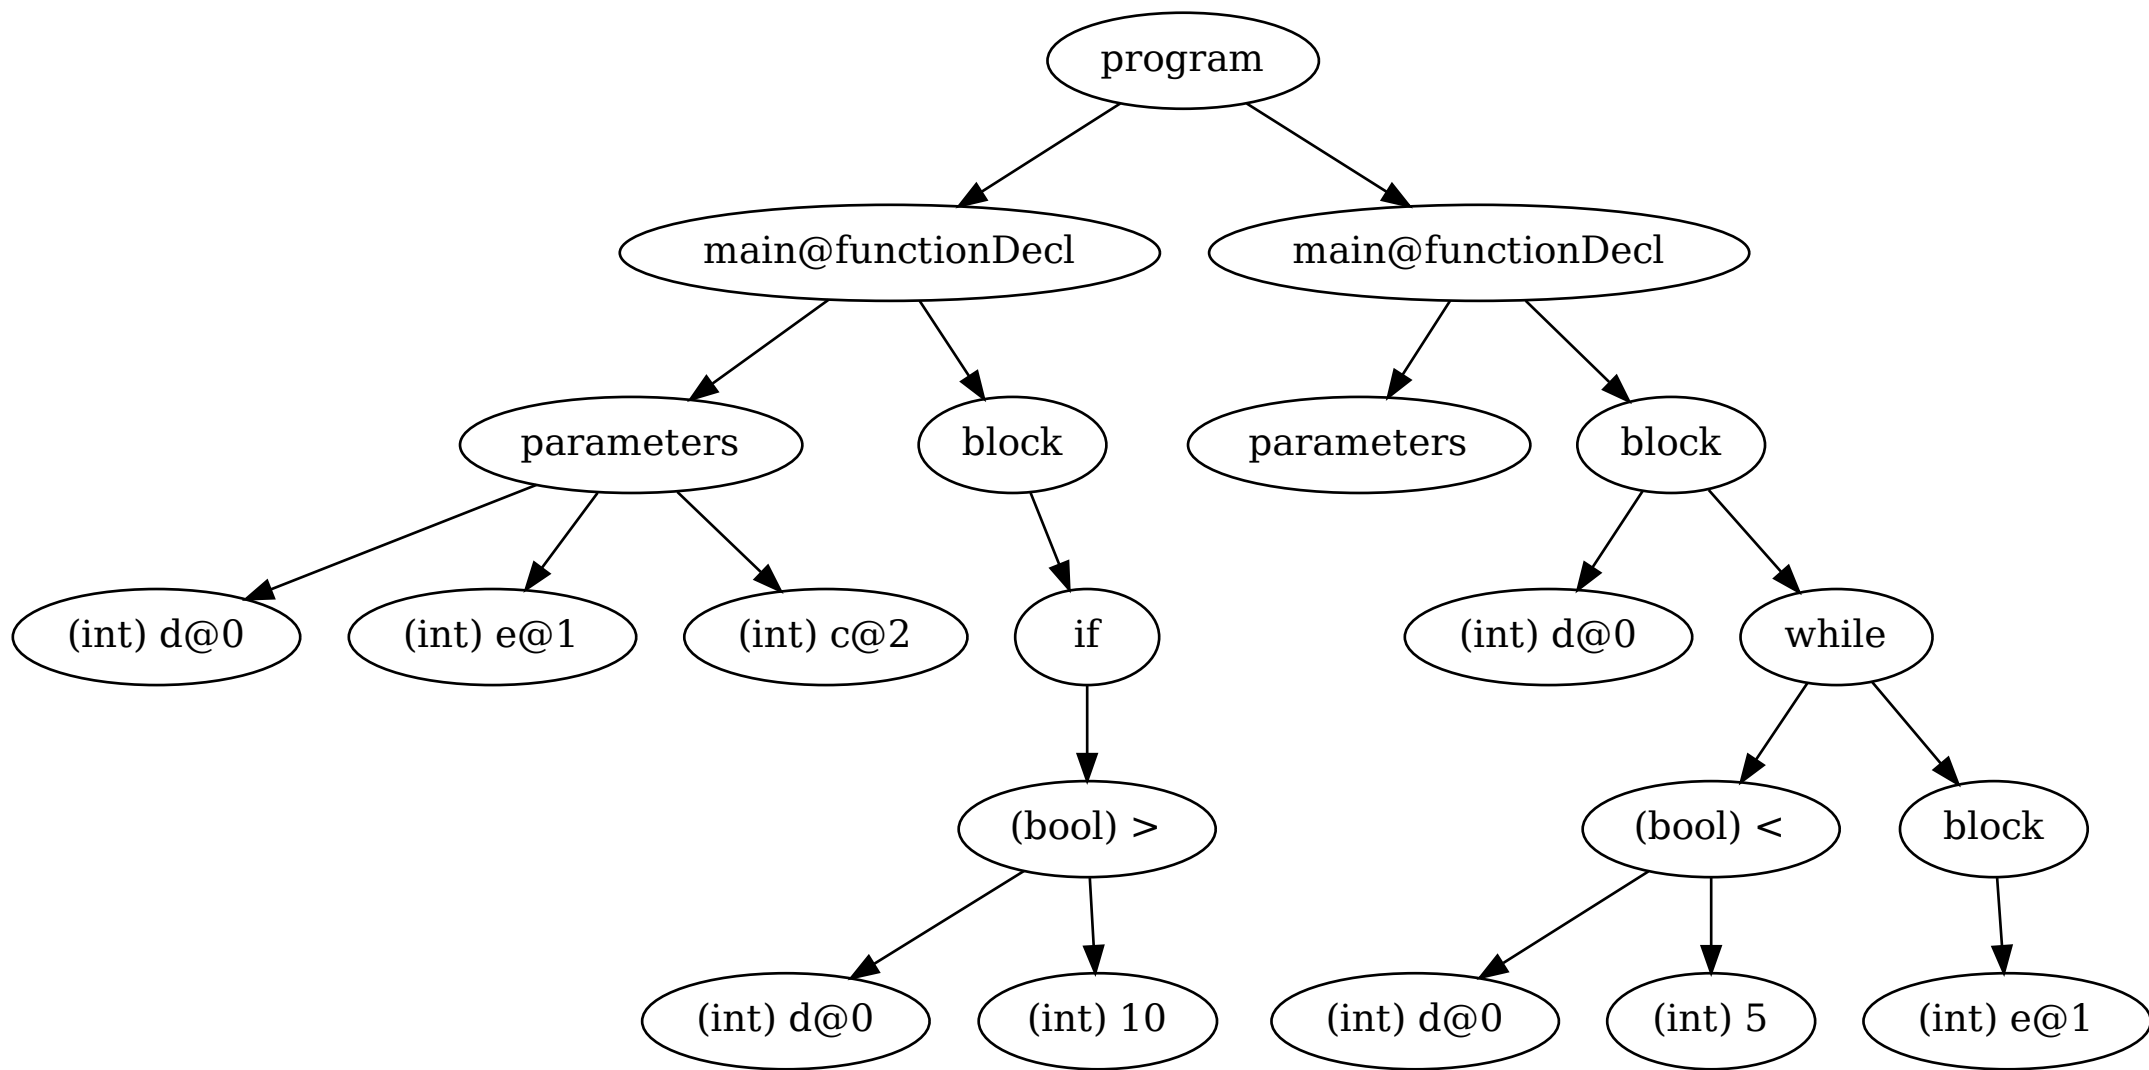 program
main@functionDecl
main@functionDecl
parameters
block
parameters
block
(int) d@0
(int) e@1
(int) c@2
if
(int) d@0
while
(bool) >
(bool) <
block
(int) d@0
(int) 10
(int) d@0
(int) 5
(int) e@1